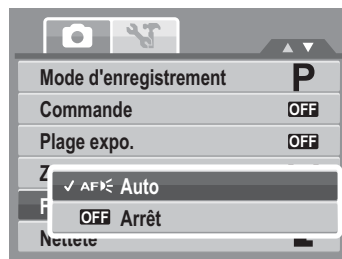 Mode d'enregistrement P
Commande OFF
Plage expo. OFF
Z
✓ AF Auto
F
OFF Arrêt
Netteté